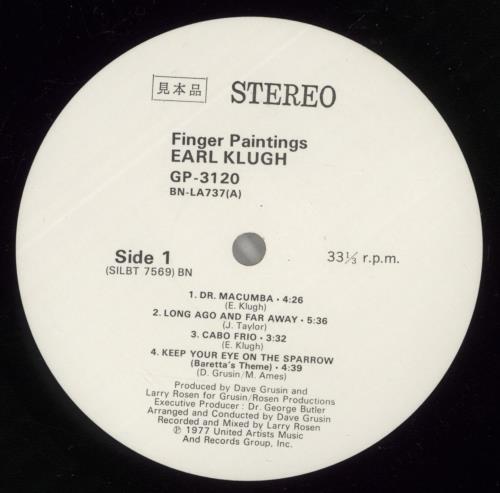 見本品 STEREO
Finger Paintings
EARL KLUGH
GP-3120
BN-LA737(A)
Side 1 33⅓ r.p.m.
(SILBT 7569) BN
1. DR. MACUMBA • 4:26
(E. Klugh)
2. LONG AGO AND FAR AWAY • 5:36
(J. Taylor)
3. CABO FRIO • 3:32
(E. Klugh)
4. KEEP YOUR EYE ON THE SPARROW
(Baretta's Theme) • 4:39
(D. Grusin/M. Ames)
Produced by Dave Grusin and
Larry Rosen for Grusin/Rosen Productions
Executive Producer : Dr. George Butler
Arranged and Conducted by Dave Grusin
Recorded and Mixed by Larry Rosen
℗ 1977 United Artists Music
And Records Group, Inc.